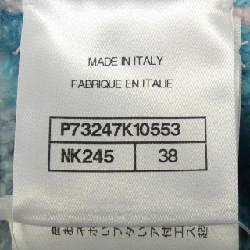 MADE IN ITALY
FABRIQUE EN ITALIE
P73247K10553
NK245 38